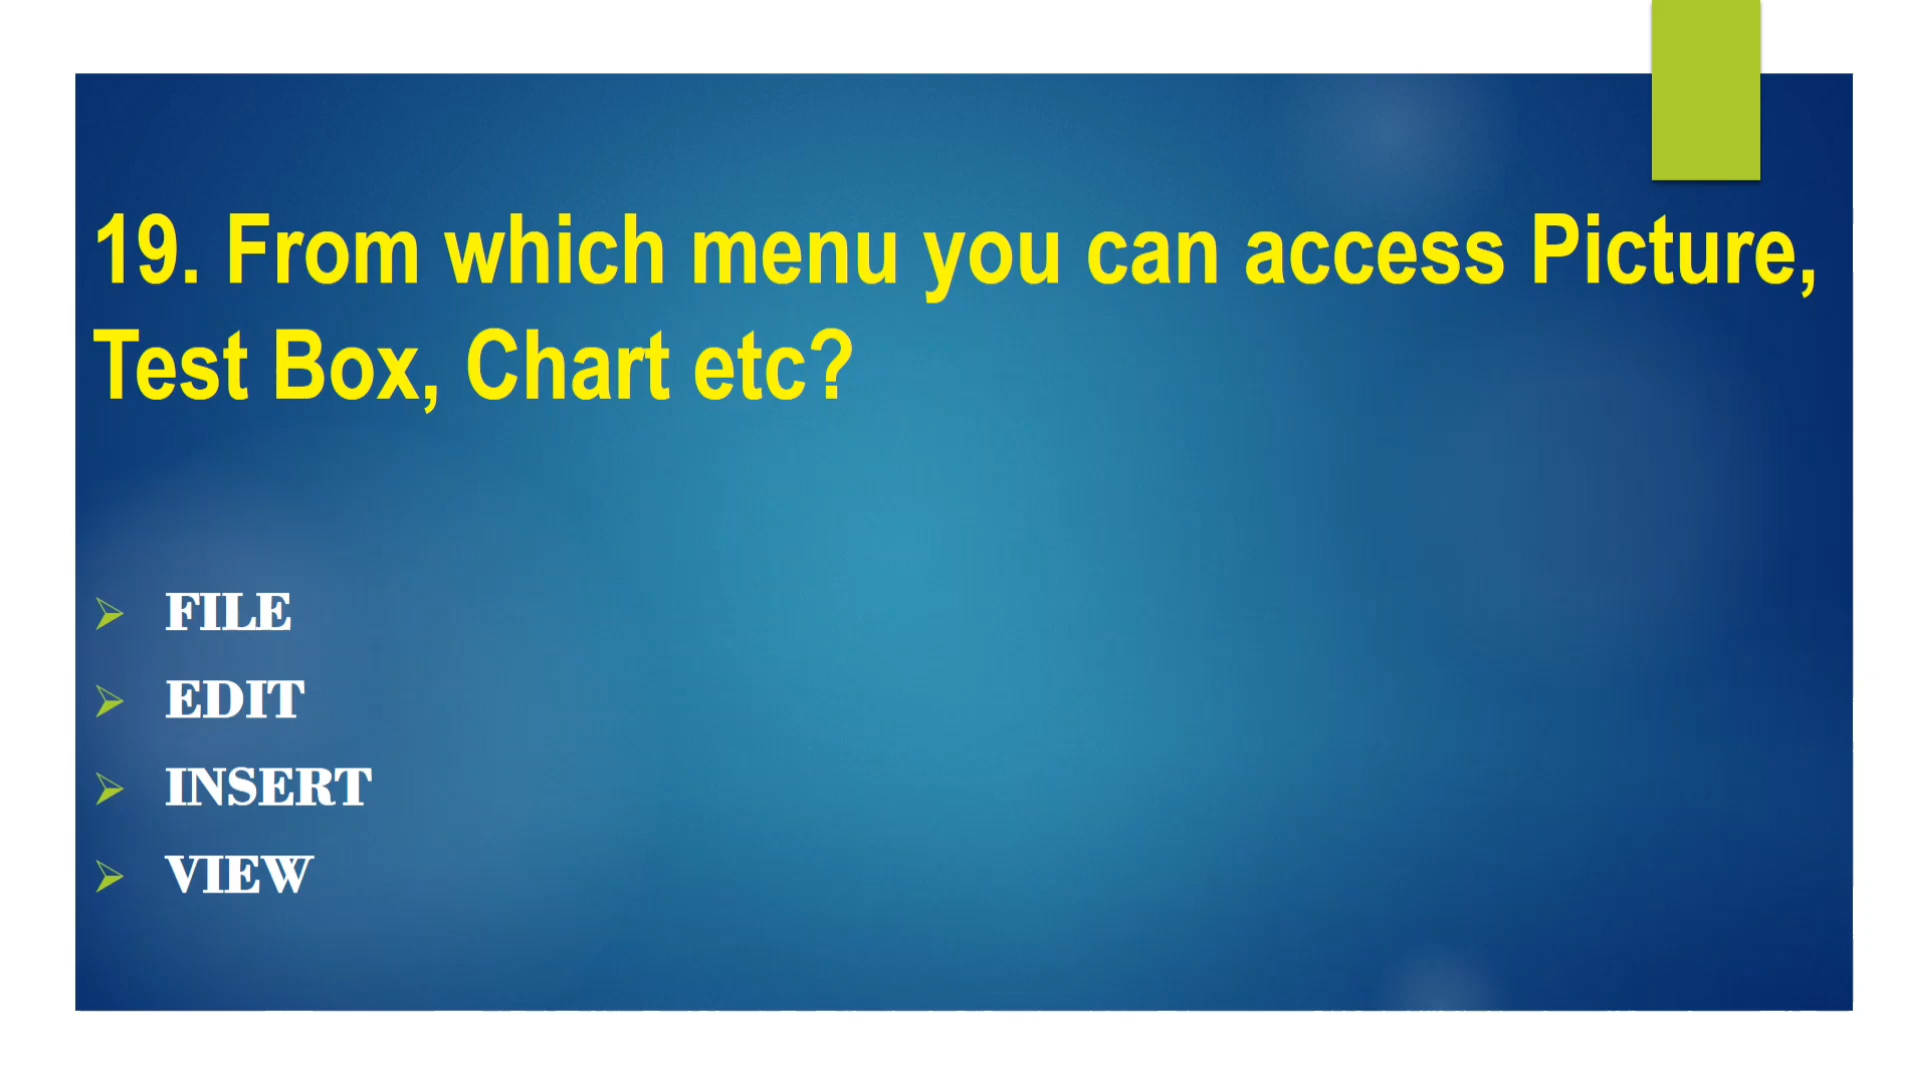 19. From which menu you can access Picture,
Test Box, Chart etc?
FILE
EDIT
INSERT
VIEW